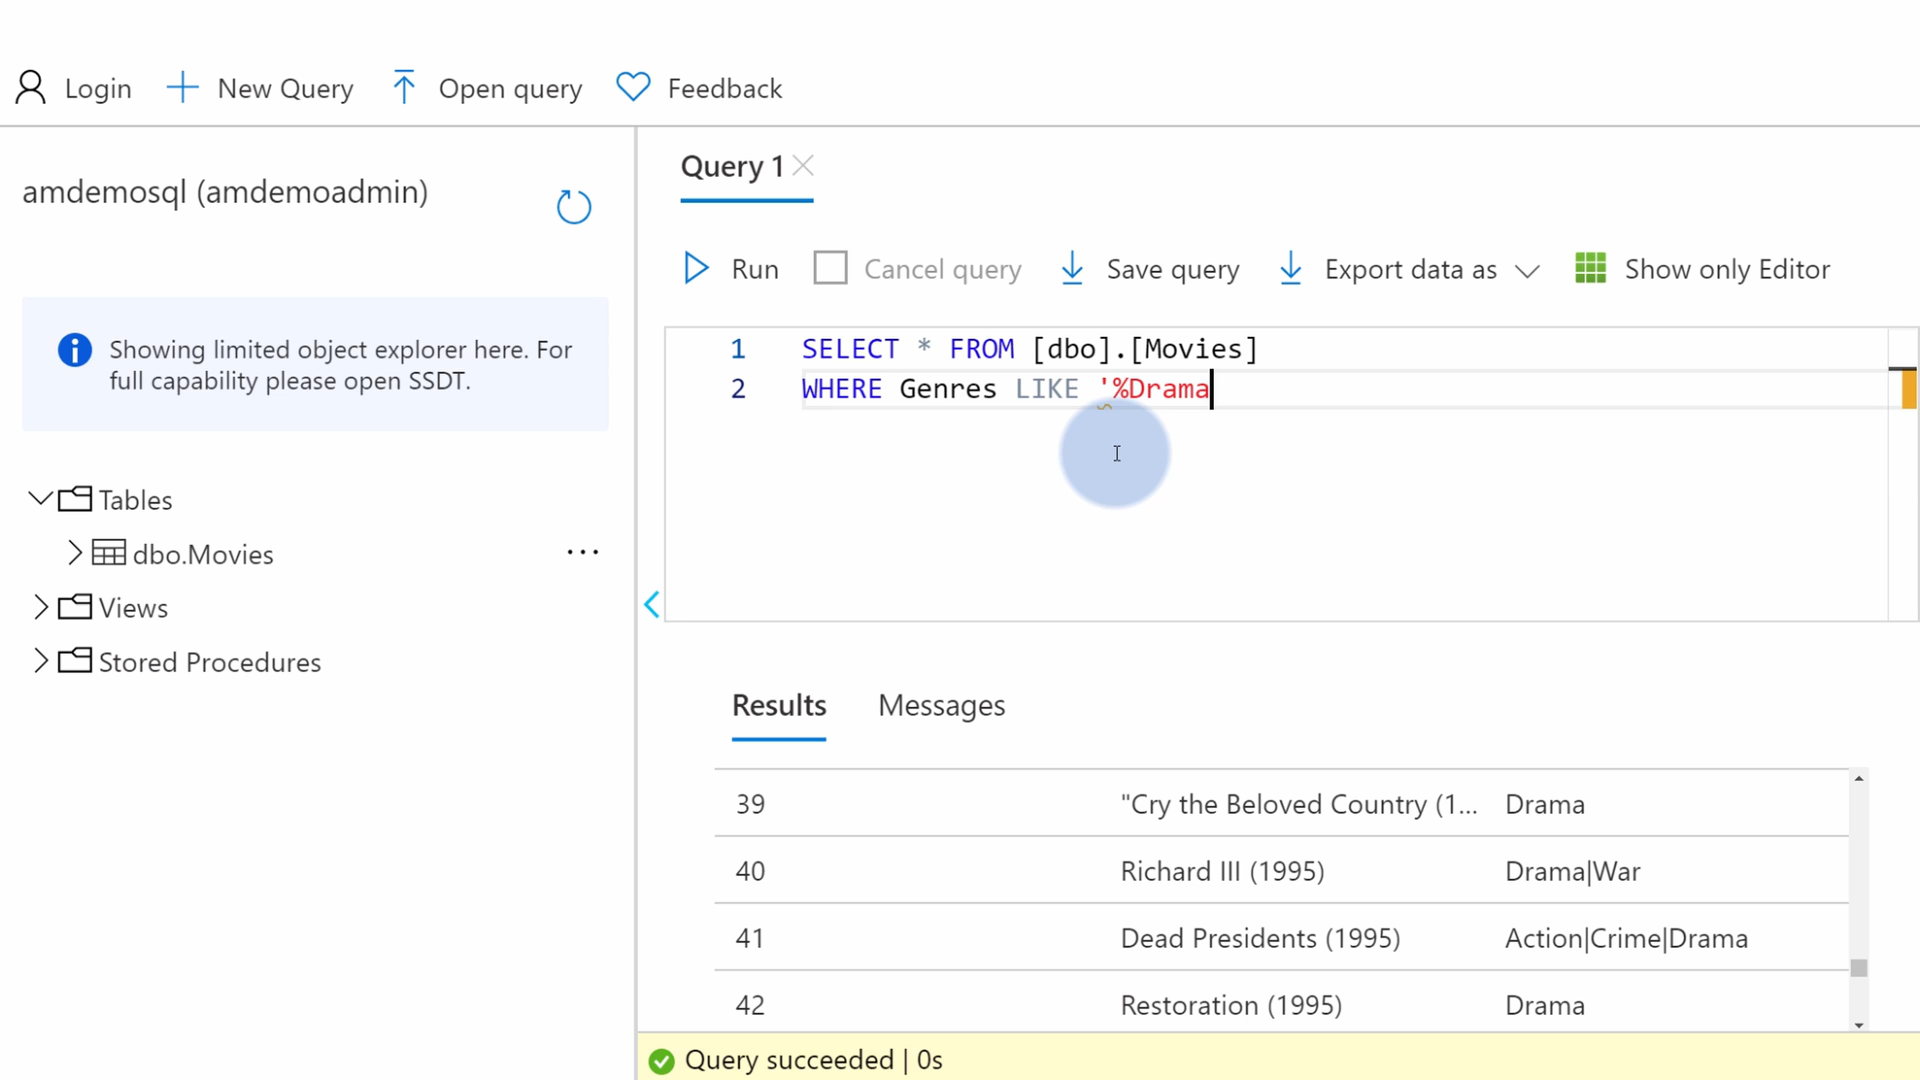 Login New Query Open query Feedback
amdemosql (amdemoadmin)
Showing limited object explorer here. For
full capability please open SSDT.
Tables
dbo.Movies
Views
Stored Procedures
Query 1
Run Cancel query Save query Export data as Show only Editor
1 SELECT * FROM [dbo].[Movies]
2 WHERE Genres LIKE '%Drama
Results Messages
39 "Cry the Beloved Country (1... Drama
40 Richard III (1995) Drama|War
41 Dead Presidents (1995) Action|Crime|Drama
42 Restoration (1995) Drama
Query succeeded | 0s